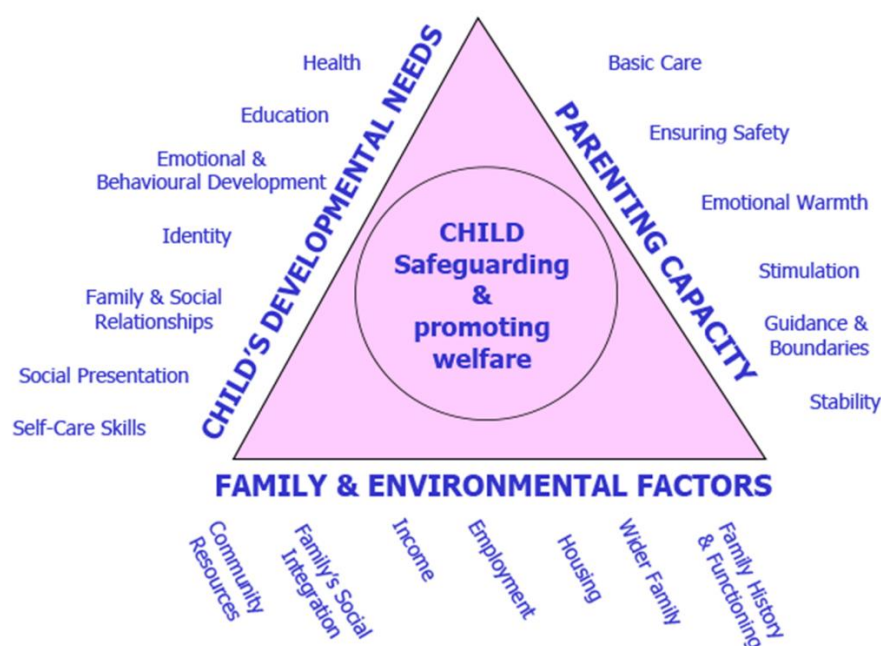 CHILD'S DEVELOPMENTAL NEEDS
Health
Education
Emotional &
Behavioural Development
Identity
Family & Social
Relationships
Social Presentation
Self-Care Skills
PARENTING CAPACITY
Basic Care
Ensuring Safety
Emotional Warmth
Stimulation
Guidance &
Boundaries
Stability
CHILD
Safeguarding
&
promoting
welfare
FAMILY & ENVIRONMENTAL FACTORS
Community
Resources
Family's Social
Integration
Income
Employment
Housing
Wider Family
Family History
& Functioning